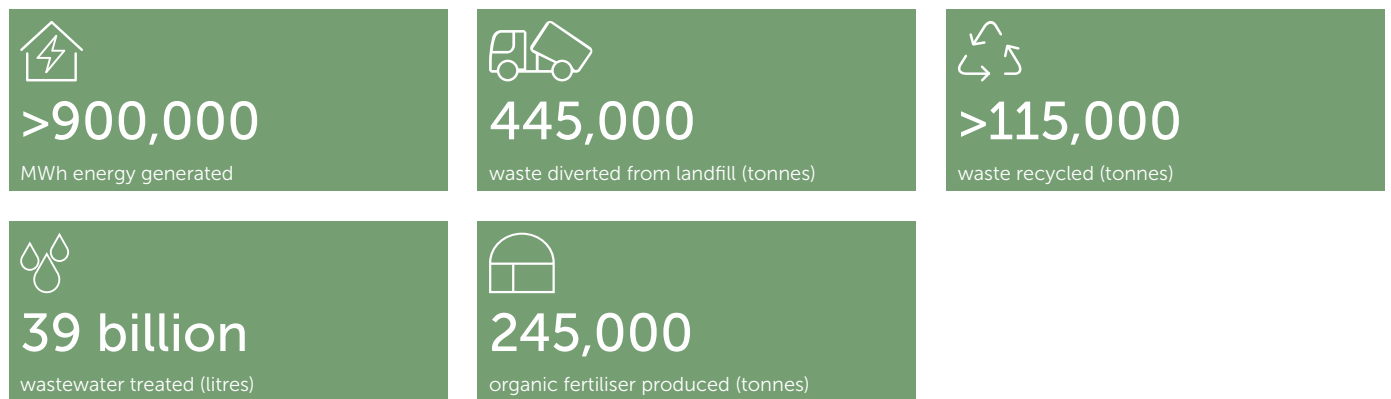 >900,000
MWh energy generated
445,000
waste diverted from landfill (tonnes)
>115,000
waste recycled (tonnes)
39 billion
wastewater treated (litres)
245,000
organic fertiliser produced (tonnes)